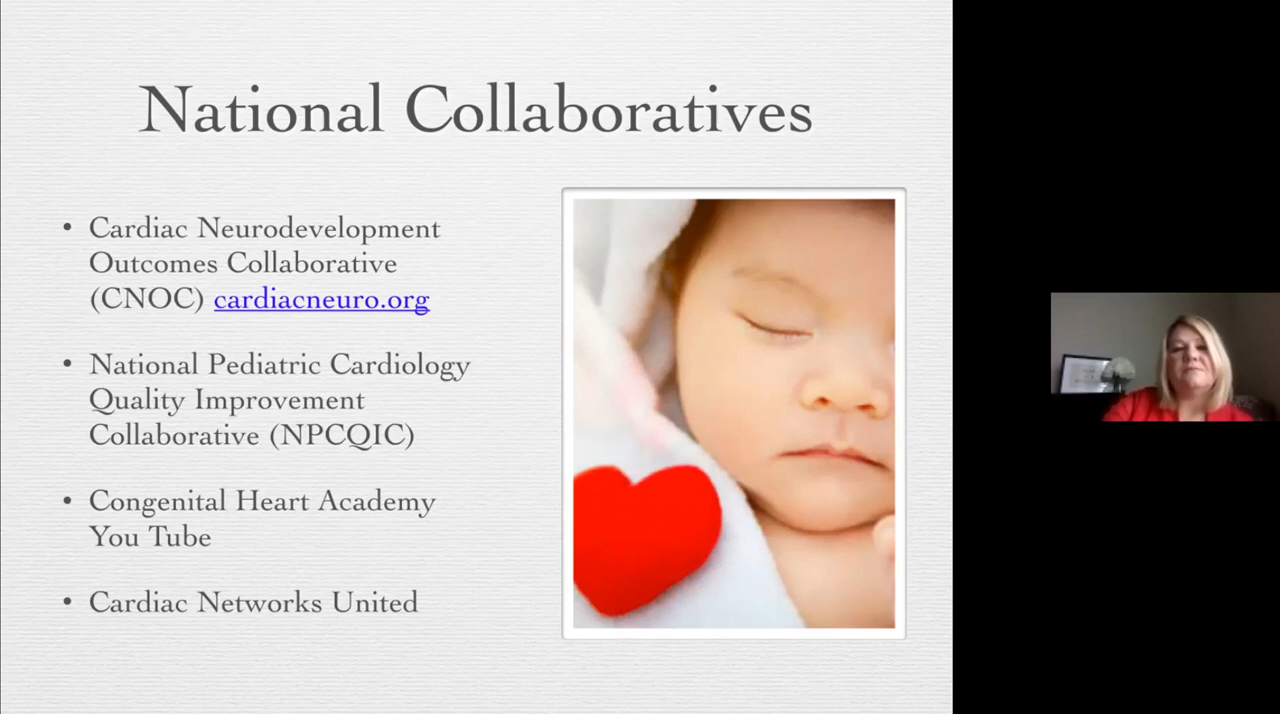 National Collaboratives
• Cardiac Neurodevelopment
Outcomes Collaborative
(CNOC) cardiacneuro.org
• National Pediatric Cardiology
Quality Improvement
Collaborative (NPCQIC)
• Congenital Heart Academy
You Tube
• Cardiac Networks United